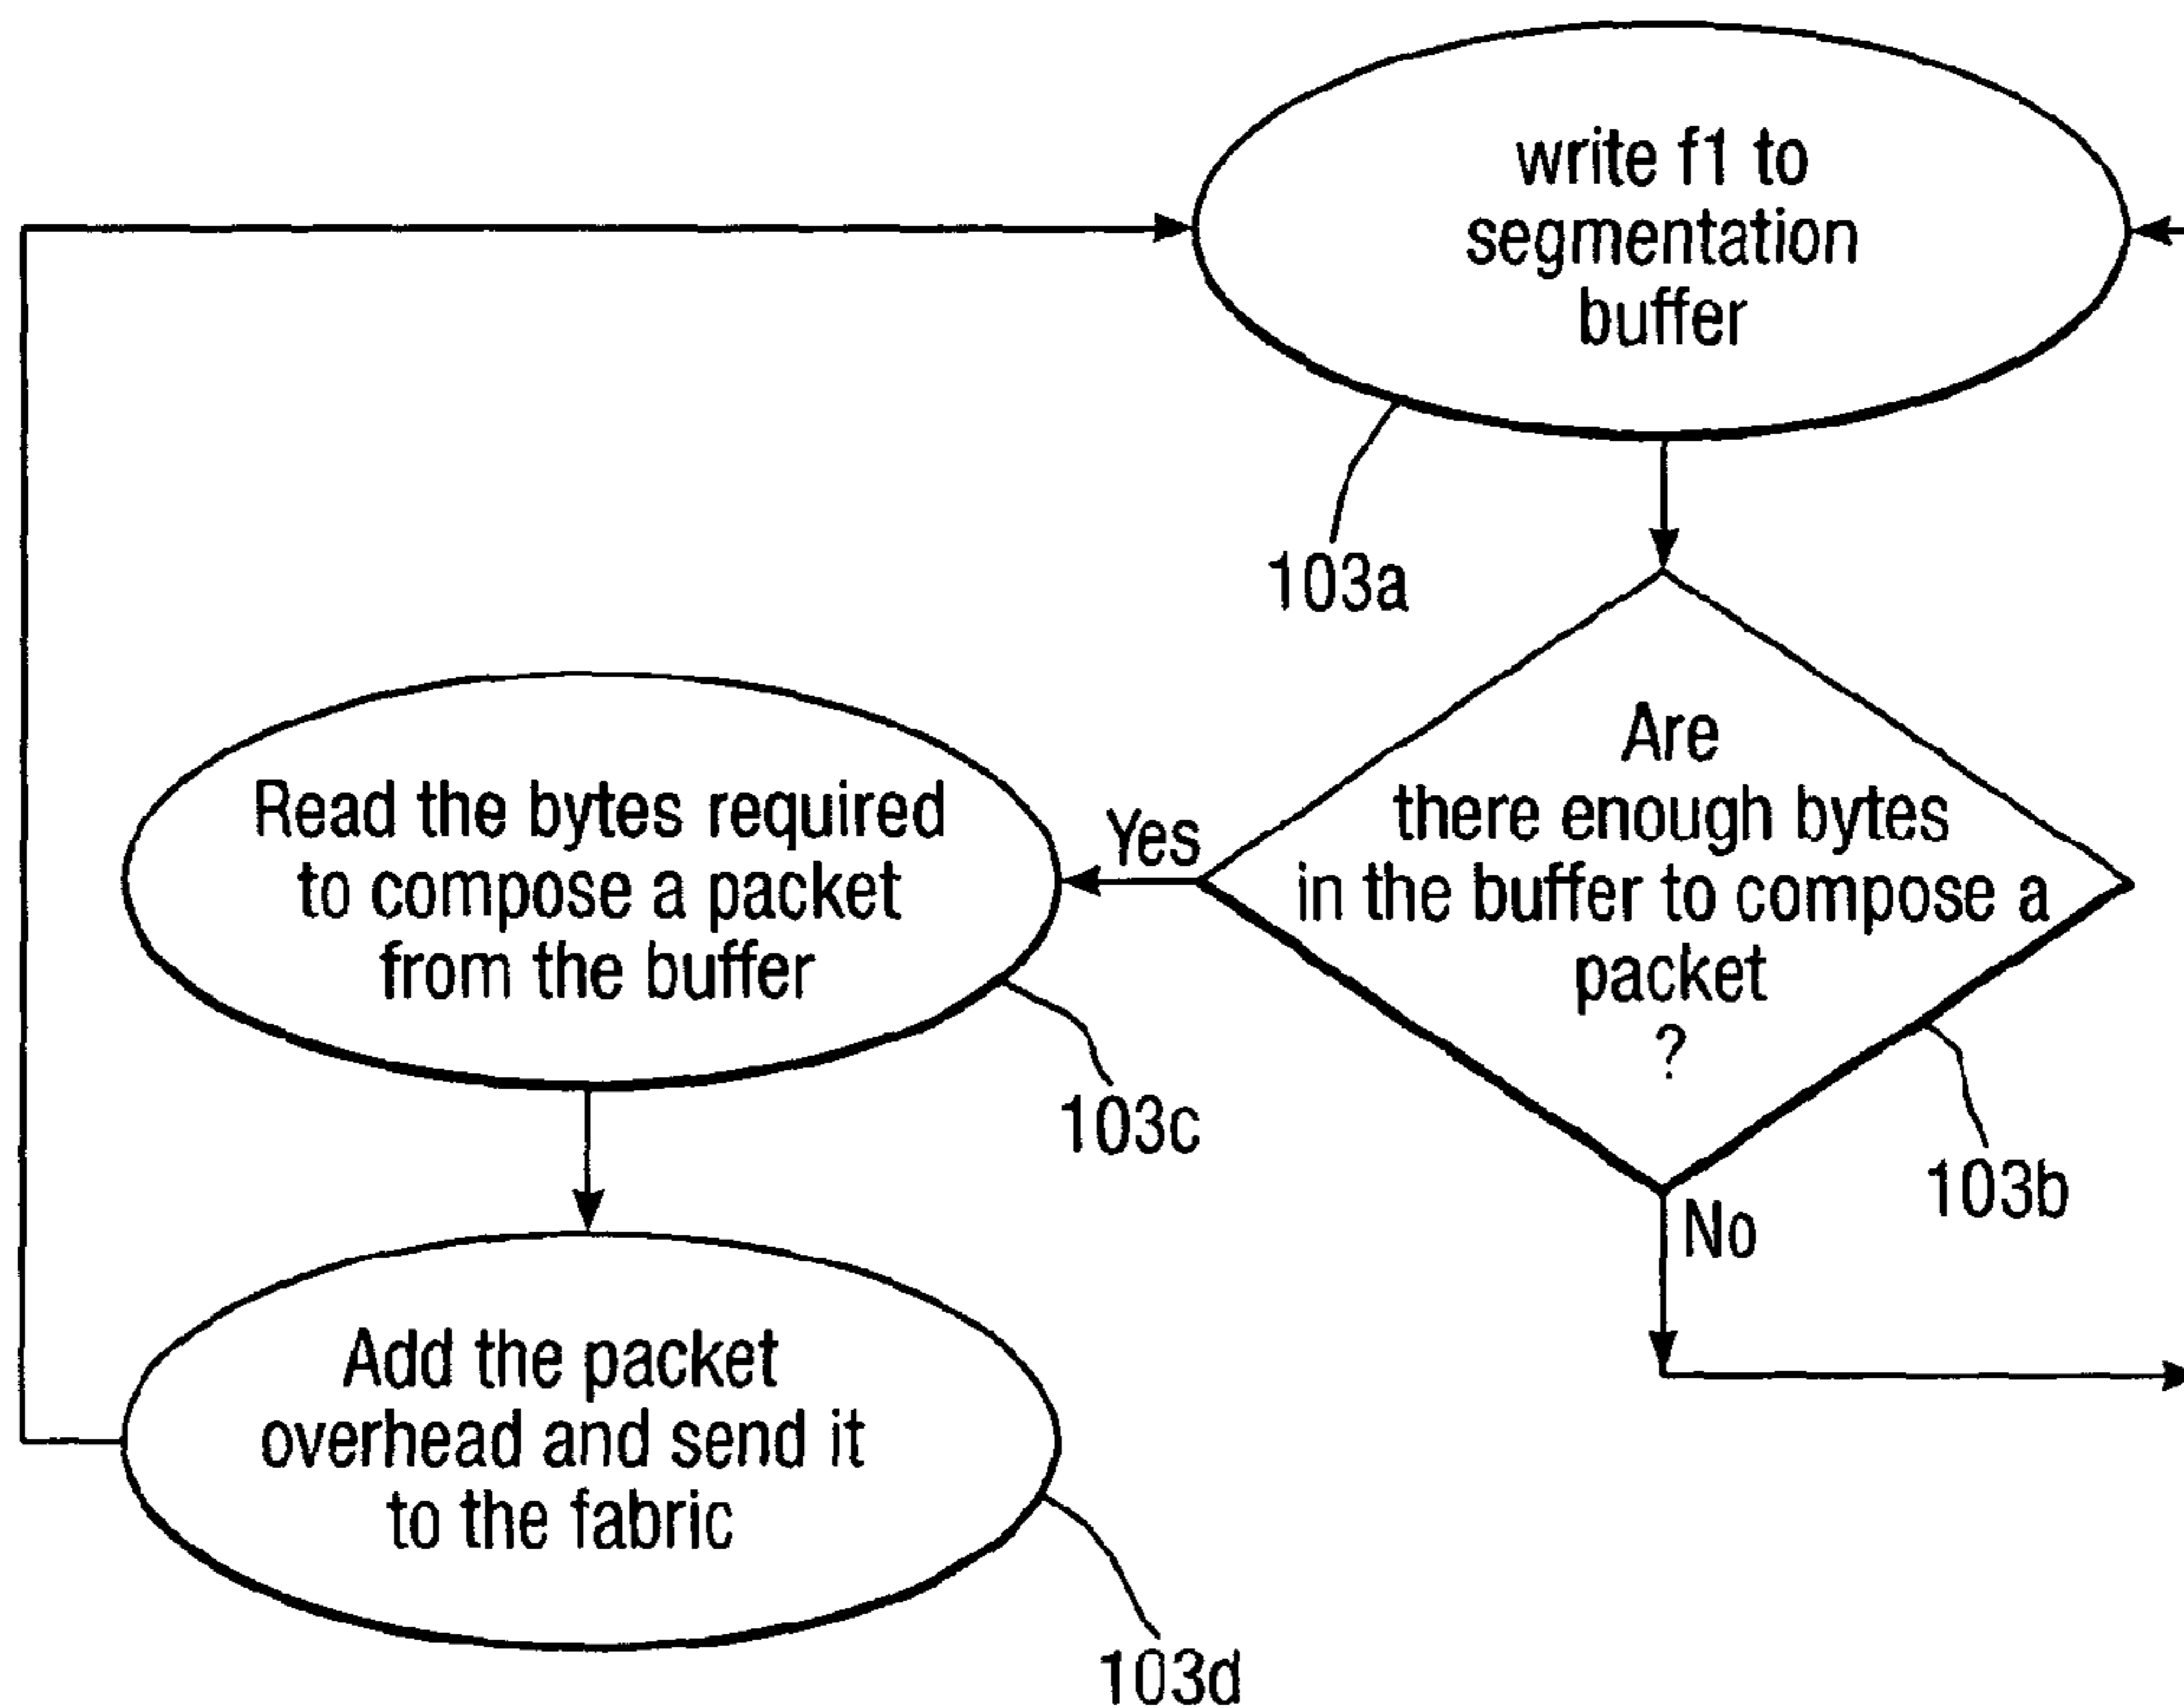 write f1 to
segmentation
buffer
103a
Are
there enough bytes
in the buffer to compose a
packet
?
103b
Yes
No
Read the bytes required
to compose a packet
from the buffer
103c
Add the packet
overhead and send it
to the fabric
103d